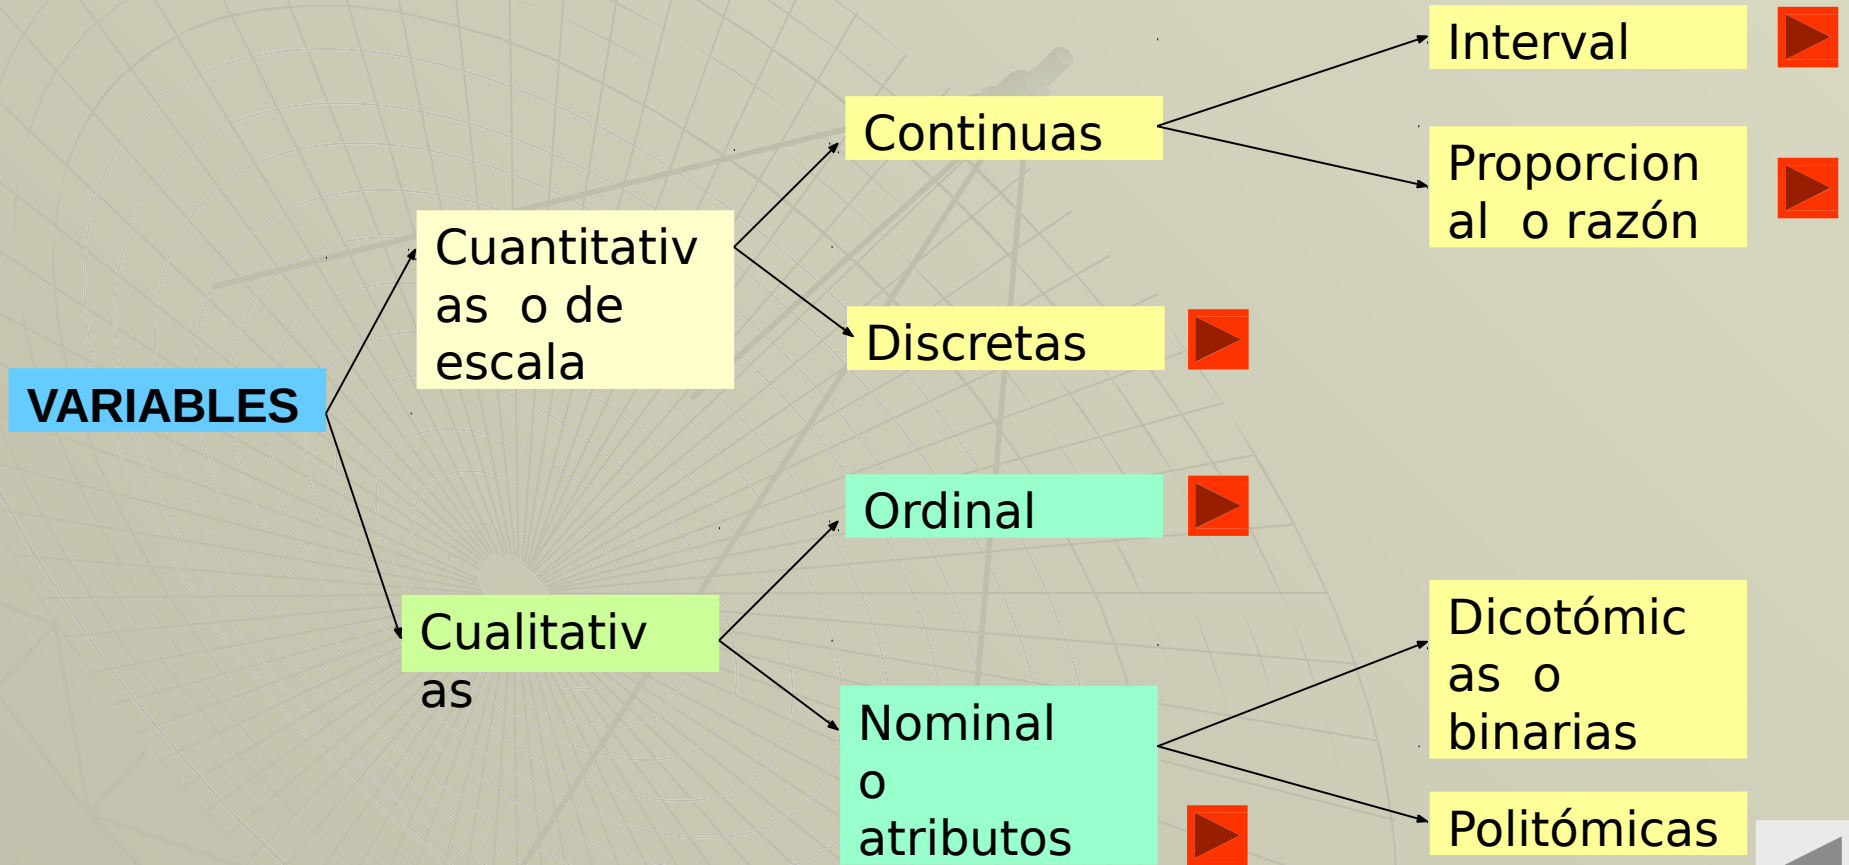 VARIABLES
Cuantitativ
as o de
escala
Continuas
Interval
Proporcion
al o razón
Discretas
Cualitativ
as
Ordinal
Nominal
o
atributos
Dicotómic
as o
binarias
Politómicas